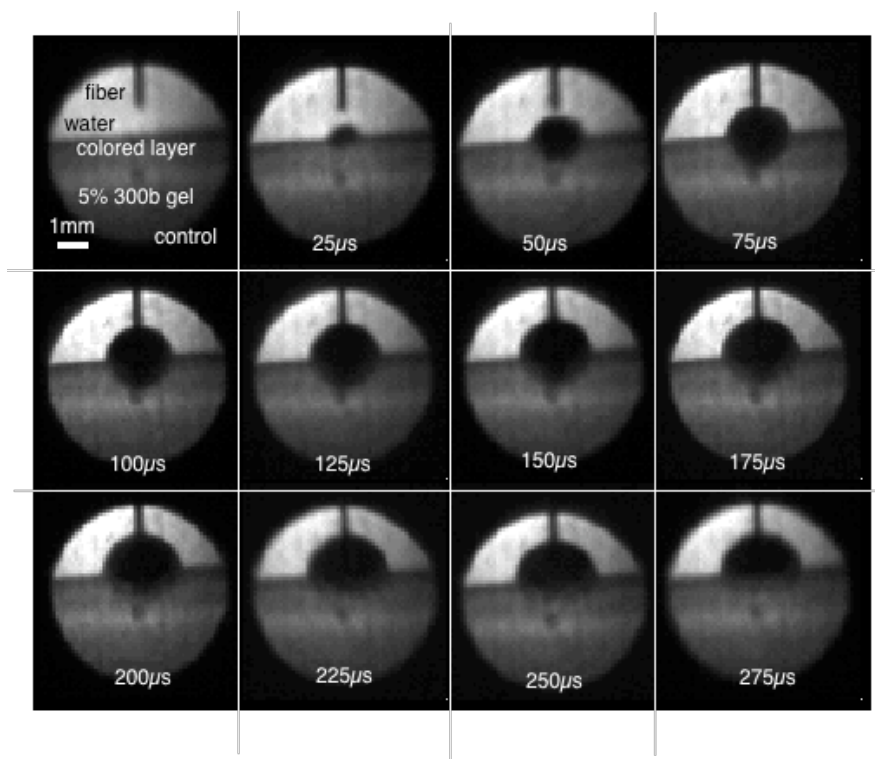 fiber
water
colored layer
5% 300b gel
1mm
control
25µs
50µs
75µs
100µs
125µs
150µs
175µs
200µs
225µs
250µs
275µs